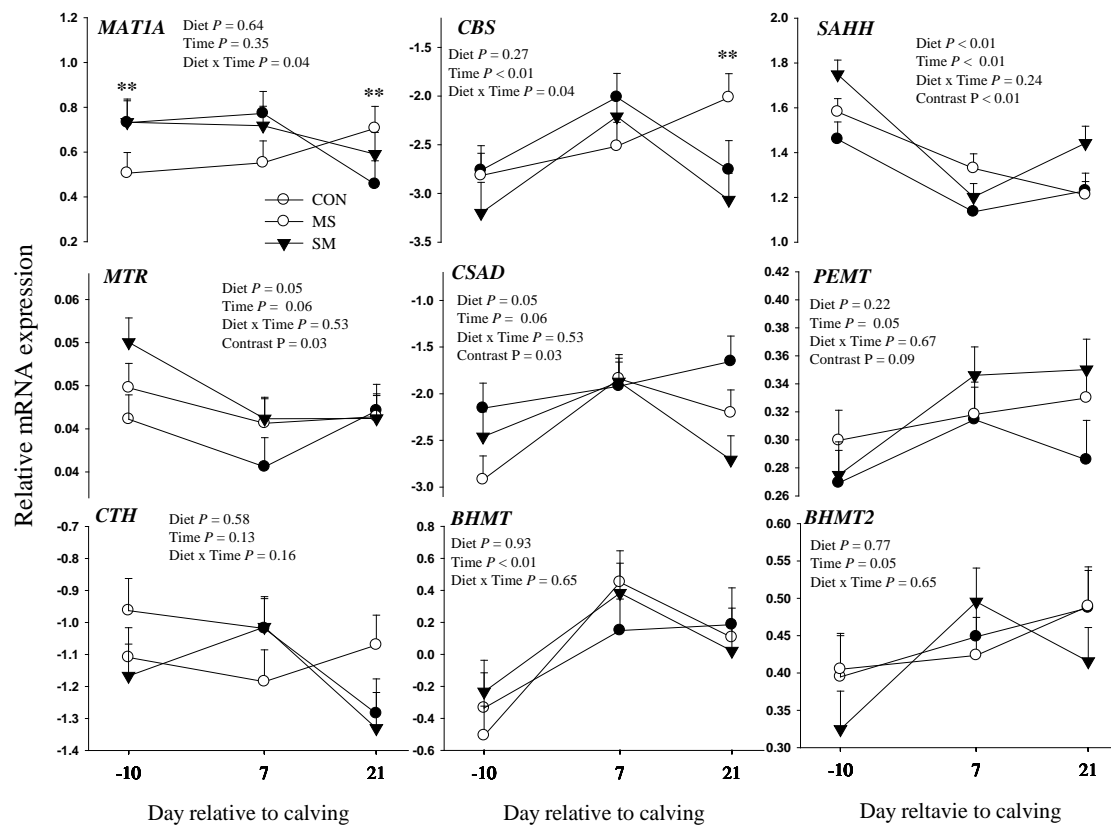 Relative mRNA expression
MAT1A
Diet P = 0.64
Time P = 0.35
Diet x Time P = 0.04
**
**
1.2
1.0
0.8
0.6
0.4
0.2
CON
MS
SM
CBS
Diet P = 0.27
Time P < 0.01
Diet x Time P = 0.04
**
-1.5
-2.0
-2.5
-3.0
-3.5
SAHH
Diet P < 0.01
Time P < 0.01
Diet x Time P = 0.24
Contrast P < 0.01
2.0
1.8
1.6
1.4
1.2
1.0
MTR
Diet P = 0.05
Time P = 0.06
Diet x Time P = 0.53
Contrast P = 0.03
0.06
0.05
0.05
0.04
0.04
CSAD
Diet P = 0.05
Time P = 0.06
Diet x Time P = 0.53
Contrast P = 0.03
-1.0
-1.5
-2.0
-2.5
-3.0
PEMT
Diet P = 0.22
Time P = 0.05
Diet x Time P = 0.67
Contrast P = 0.09
0.40
0.36
0.32
0.28
0.26
CTH
Diet P = 0.58
Time P = 0.13
Diet x Time P = 0.16
-0.7
-0.8
-1.0
-1.1
-1.2
-1.3
-1.4
-10
7
21
Day relative to calving
BHMT
Diet P = 0.93
Time P < 0.01
Diet x Time P = 0.65
0.8
0.6
0.4
0.2
0.0
-0.2
-0.4
-0.6
-10
7
21
Day relative to calving
BHMT2
Diet P = 0.77
Time P = 0.05
Diet x Time P = 0.65
0.60
0.50
0.45
0.40
0.35
0.30
-10
7
21
Day reltavie to calving